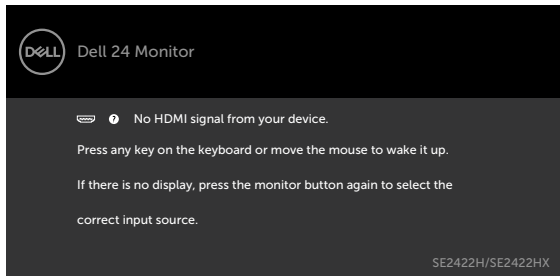 DELL
Dell 24 Monitor
? No HDMI signal from your device.
Press any key on the keyboard or move the mouse to wake it up.
If there is no display, press the monitor button again to select the
correct input source.
SE2422H/SE2422HX